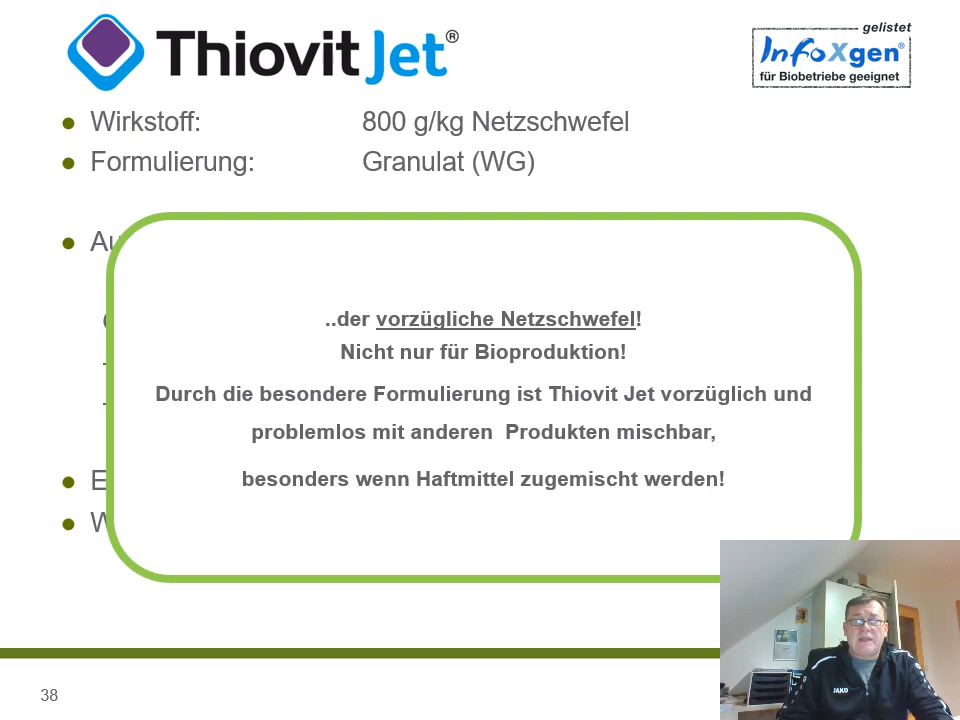 Thiovit Jet®
gelistet
InfoXgen®
für Biobetriebe geeignet
● Wirkstoff: 800 g/kg Netzschwefel
● Formulierung: Granulat (WG)
..der vorzügliche Netzschwefel!
Nicht nur für Bioproduktion!
Durch die besondere Formulierung ist Thiovit Jet vorzüglich und
problemlos mit anderen Produkten mischbar,
besonders wenn Haftmittel zugemischt werden!
JAKO
38